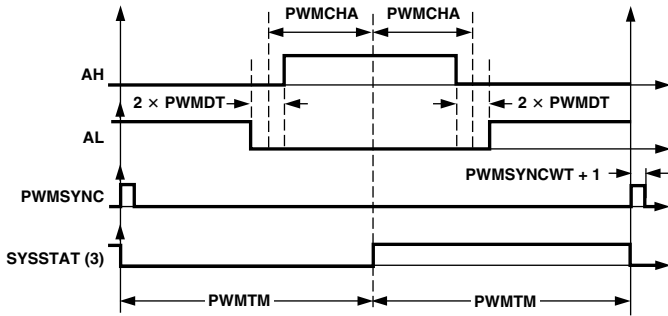 PWMCHA PWMCHA
AH
2 × PWMDT 2 × PWMDT
AL
PWMSYNCWT + 1
PWMSYNC
SYSSTAT (3)
PWMTM PWMTM